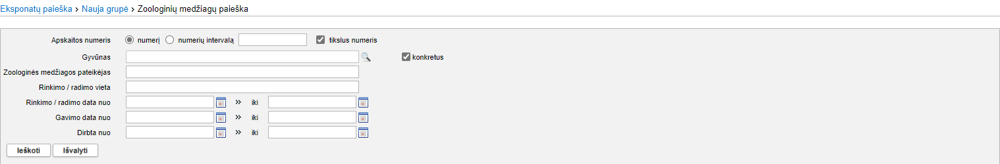 Eksponatų paieška > Nauja grupė > Zoologinių medžiagų paieška
Apskaitos numeris numerį numerių intervalą tikslus numeris
Gyvūnas konkretus
Zoologinės medžiagos pateikėjas
Rinkimo / radimo vieta
Rinkimo / radimo data nuo » iki
Gavimo data nuo » iki
Dirbta nuo » iki
Ieškoti Išvalyti